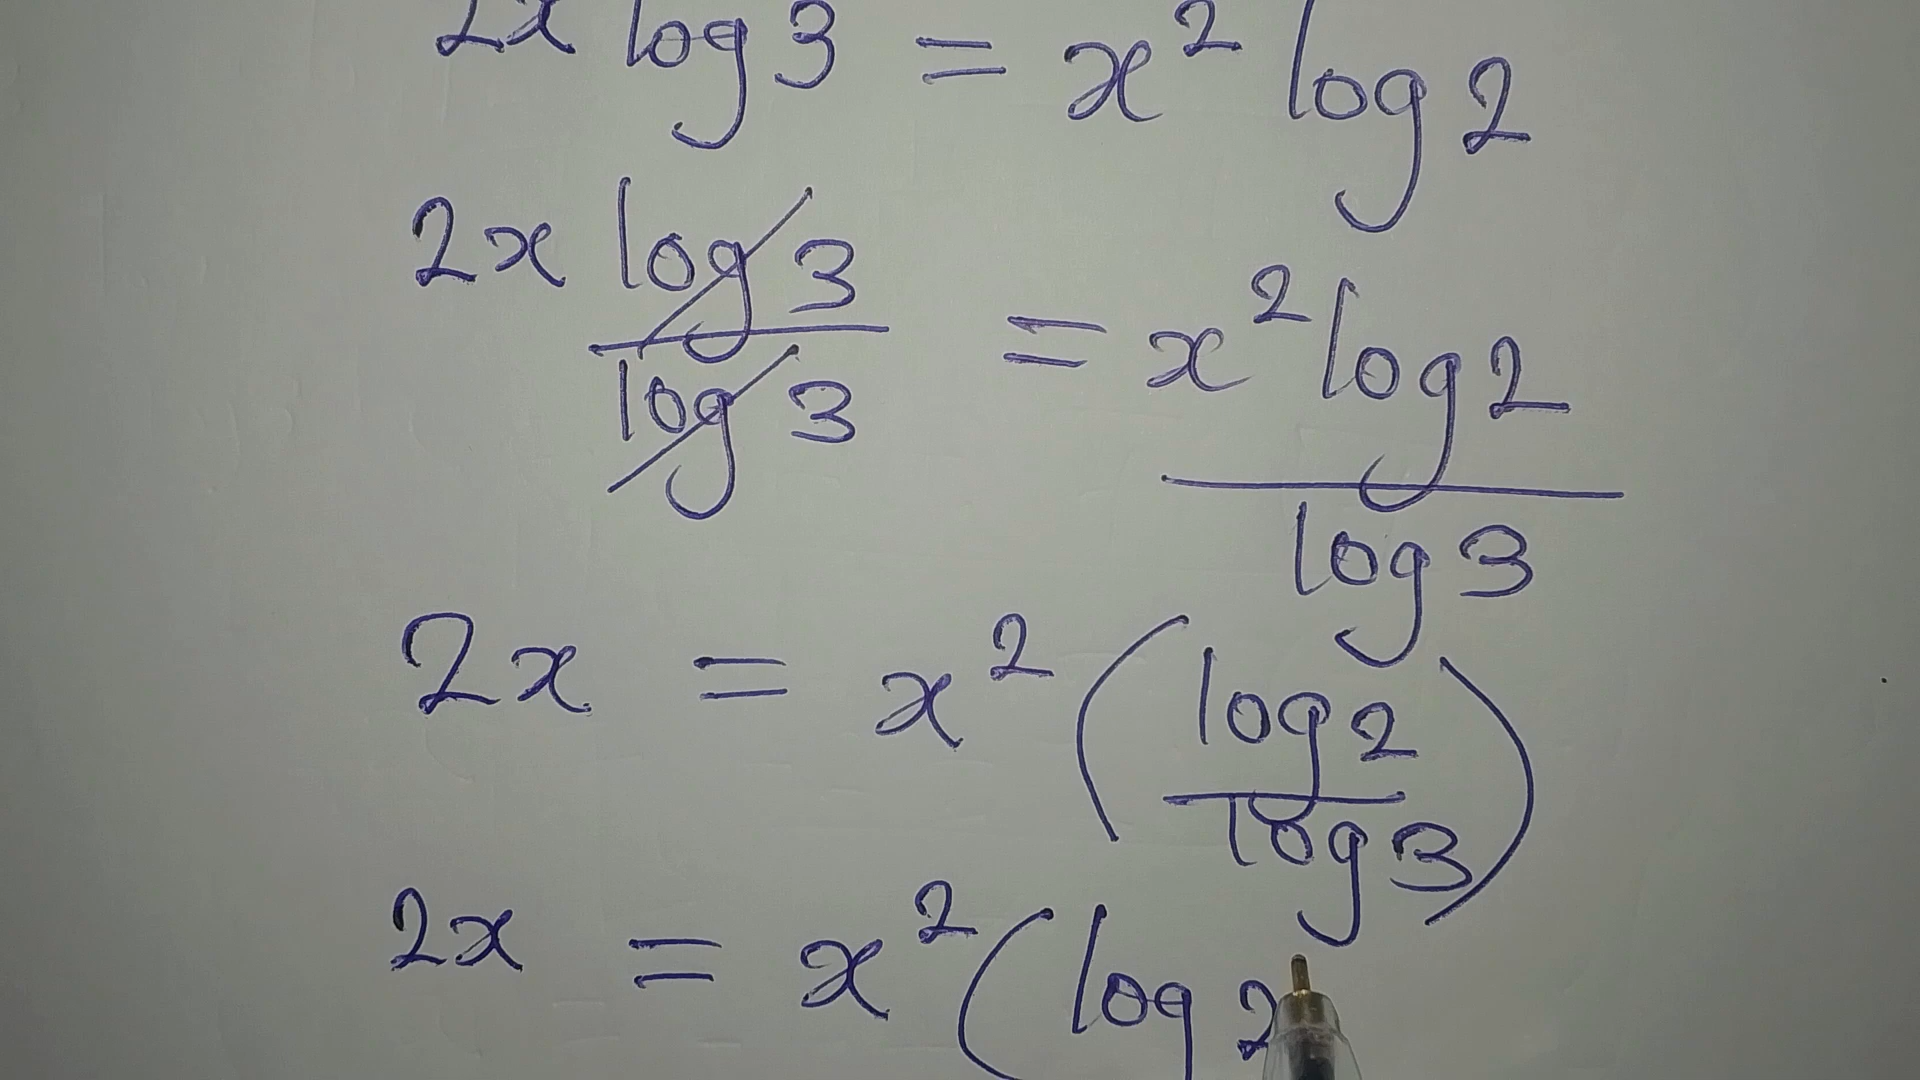 2x log 3 = x² log 2
2x log 3 / log 3 = x² log 2 / log 3
2x = x² (log 2 / log 3)
2x = x² (log 2